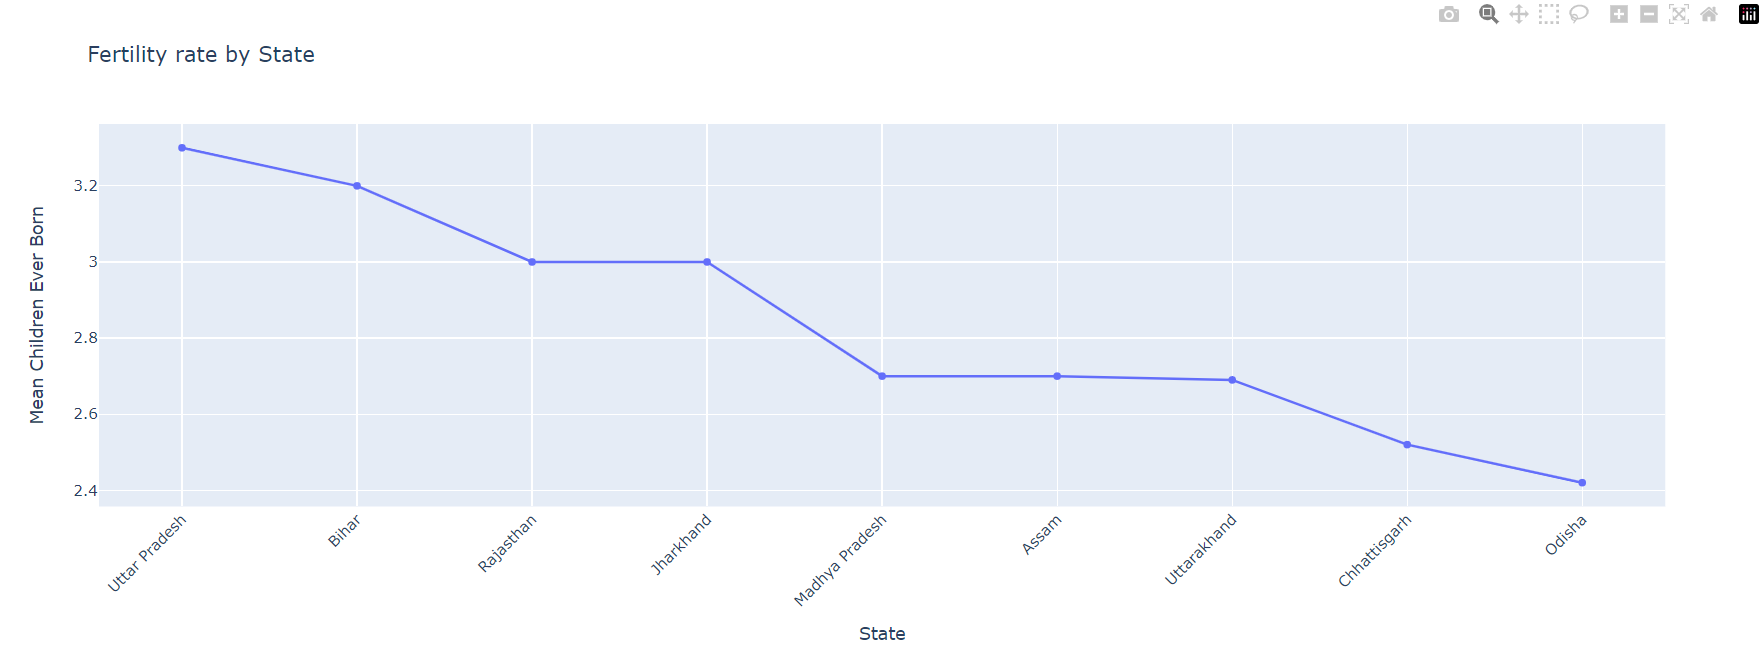 Fertility rate by State
Mean Children Ever Born
3.2
3
2.8
2.6
2.4
Uttar Pradesh
Bihar
Rajasthan
Jharkhand
Madhya Pradesh
Assam
Uttarakhand
Chhattisgarh
Odisha
State